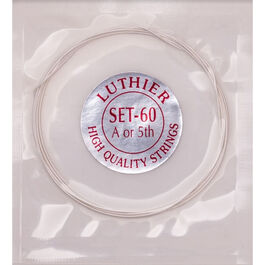 LUTHIER
SET-60
A or 5th
HIGH QUALITY STRINGS